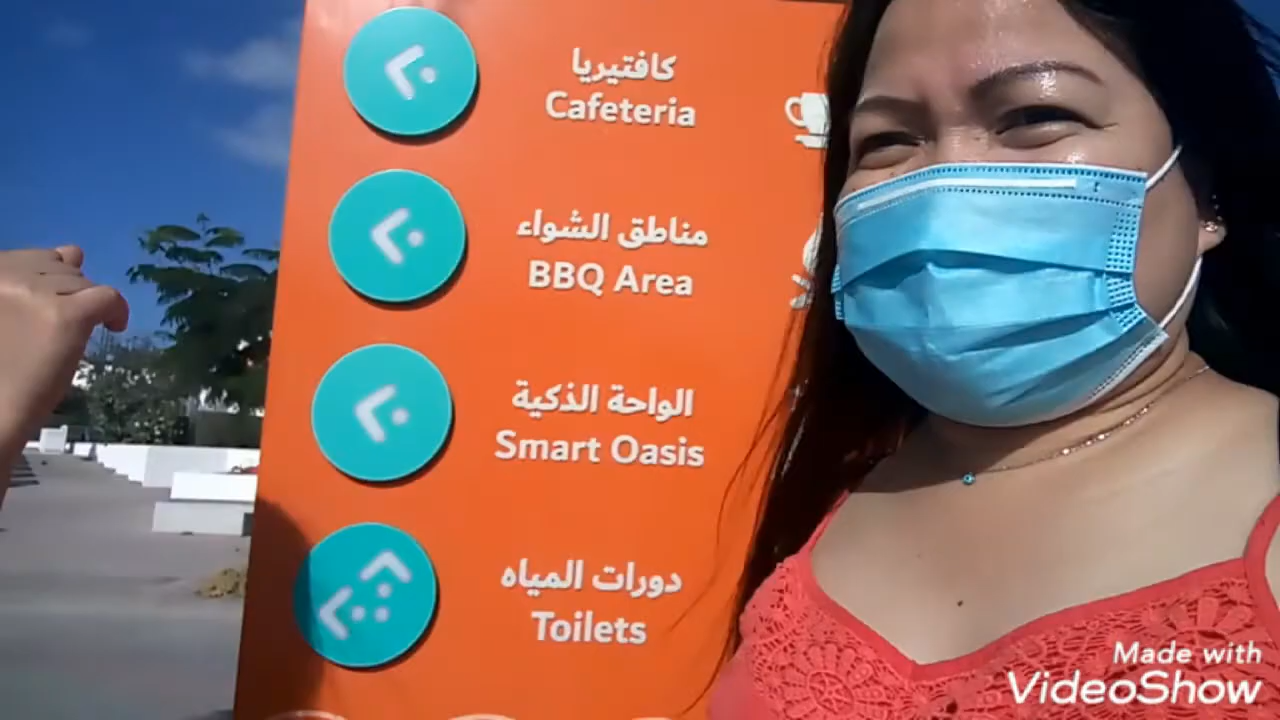 كافتيريا
Cafeteria
مناطق الشواء
BBQ Area
الواحة الذكية
Smart Oasis
دورات المياه
Toilets
Made with
VideoShow